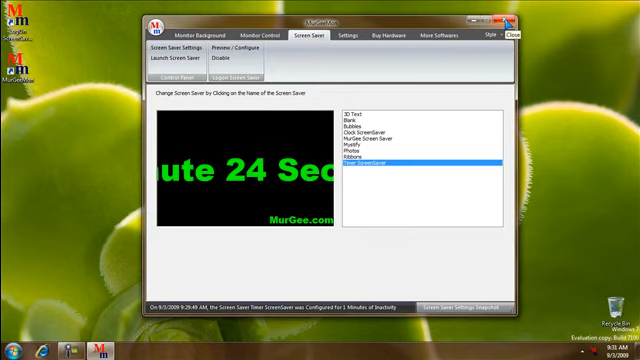 MurGeeMon
Close
Monitor Background
Monitor Control
Screen Saver
Settings
Buy Hardware
More Softwares
Style
Screen Saver Settings
Preview / Configure
Launch Screen Saver
Disable
Control Panel
Logon Screen Saver
Change Screen Saver by Clicking on the Name of the Screen Saver
3D Text
Blank
Bubbles
Clock ScreenSaver
MurGee Screen Saver
Mystify
Photos
Ribbons
Timer ScreenSaver
nute 24 Sec
MurGee.com
On 9/3/2009 9:29:49 AM, the Screen Saver Timer ScreenSaver was Configured for 1 Minutes of Inactivity
Screen Saver Settings Snapshot
Mm
LogOn
ScreenSav...
Mm
MurGeeMon
Recycle Bin
Windows 7
Evaluation copy. Build 7100
9:31 AM
9/3/2009